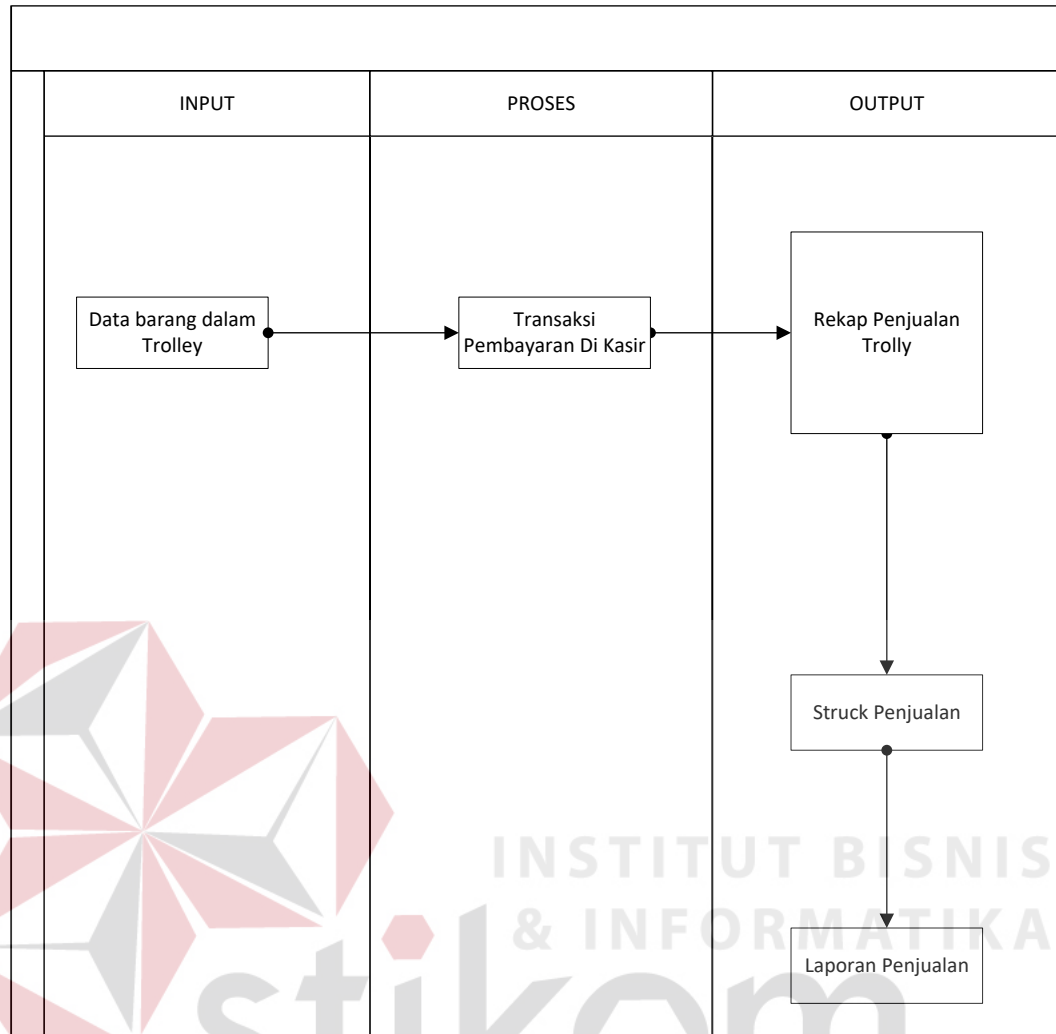 INPUT
PROSES
OUTPUT
Data barang dalam
Trolley
Transaksi
Pembayaran Di Kasir
Rekap Penjualan
Trolly
Struck Penjualan
INSTITUT BISNIS
& INFORMATIKA
Laporan Penjualan
stikom